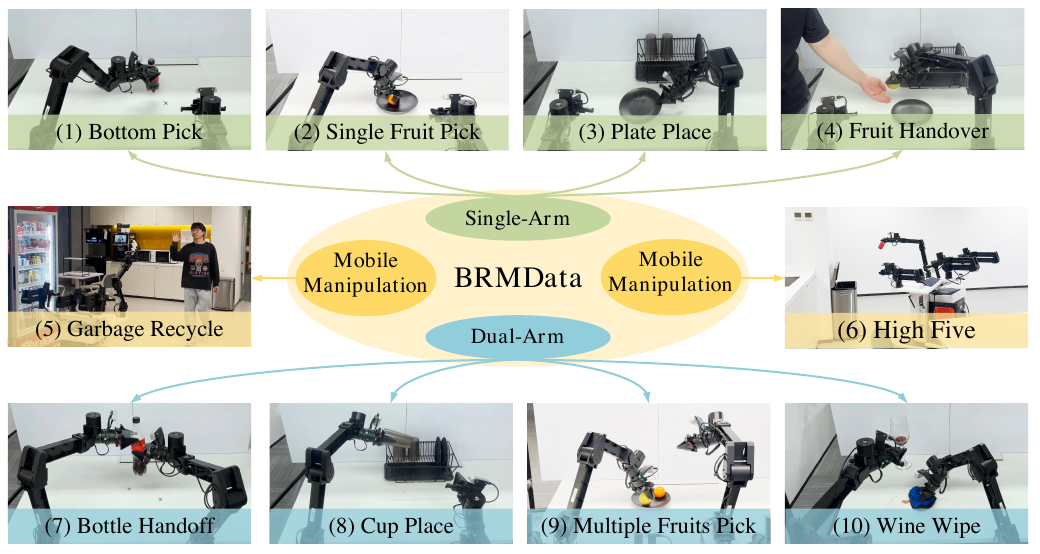 (1) Bottom Pick
(2) Single Fruit Pick
(3) Plate Place
(4) Fruit Handover
Single-Arm
Mobile
Manipulation
BRMData
Mobile
Manipulation
(5) Garbage Recycle
(6) High Five
Dual-Arm
(7) Bottle Handoff
(8) Cup Place
(9) Multiple Fruits Pick
(10) Wine Wipe